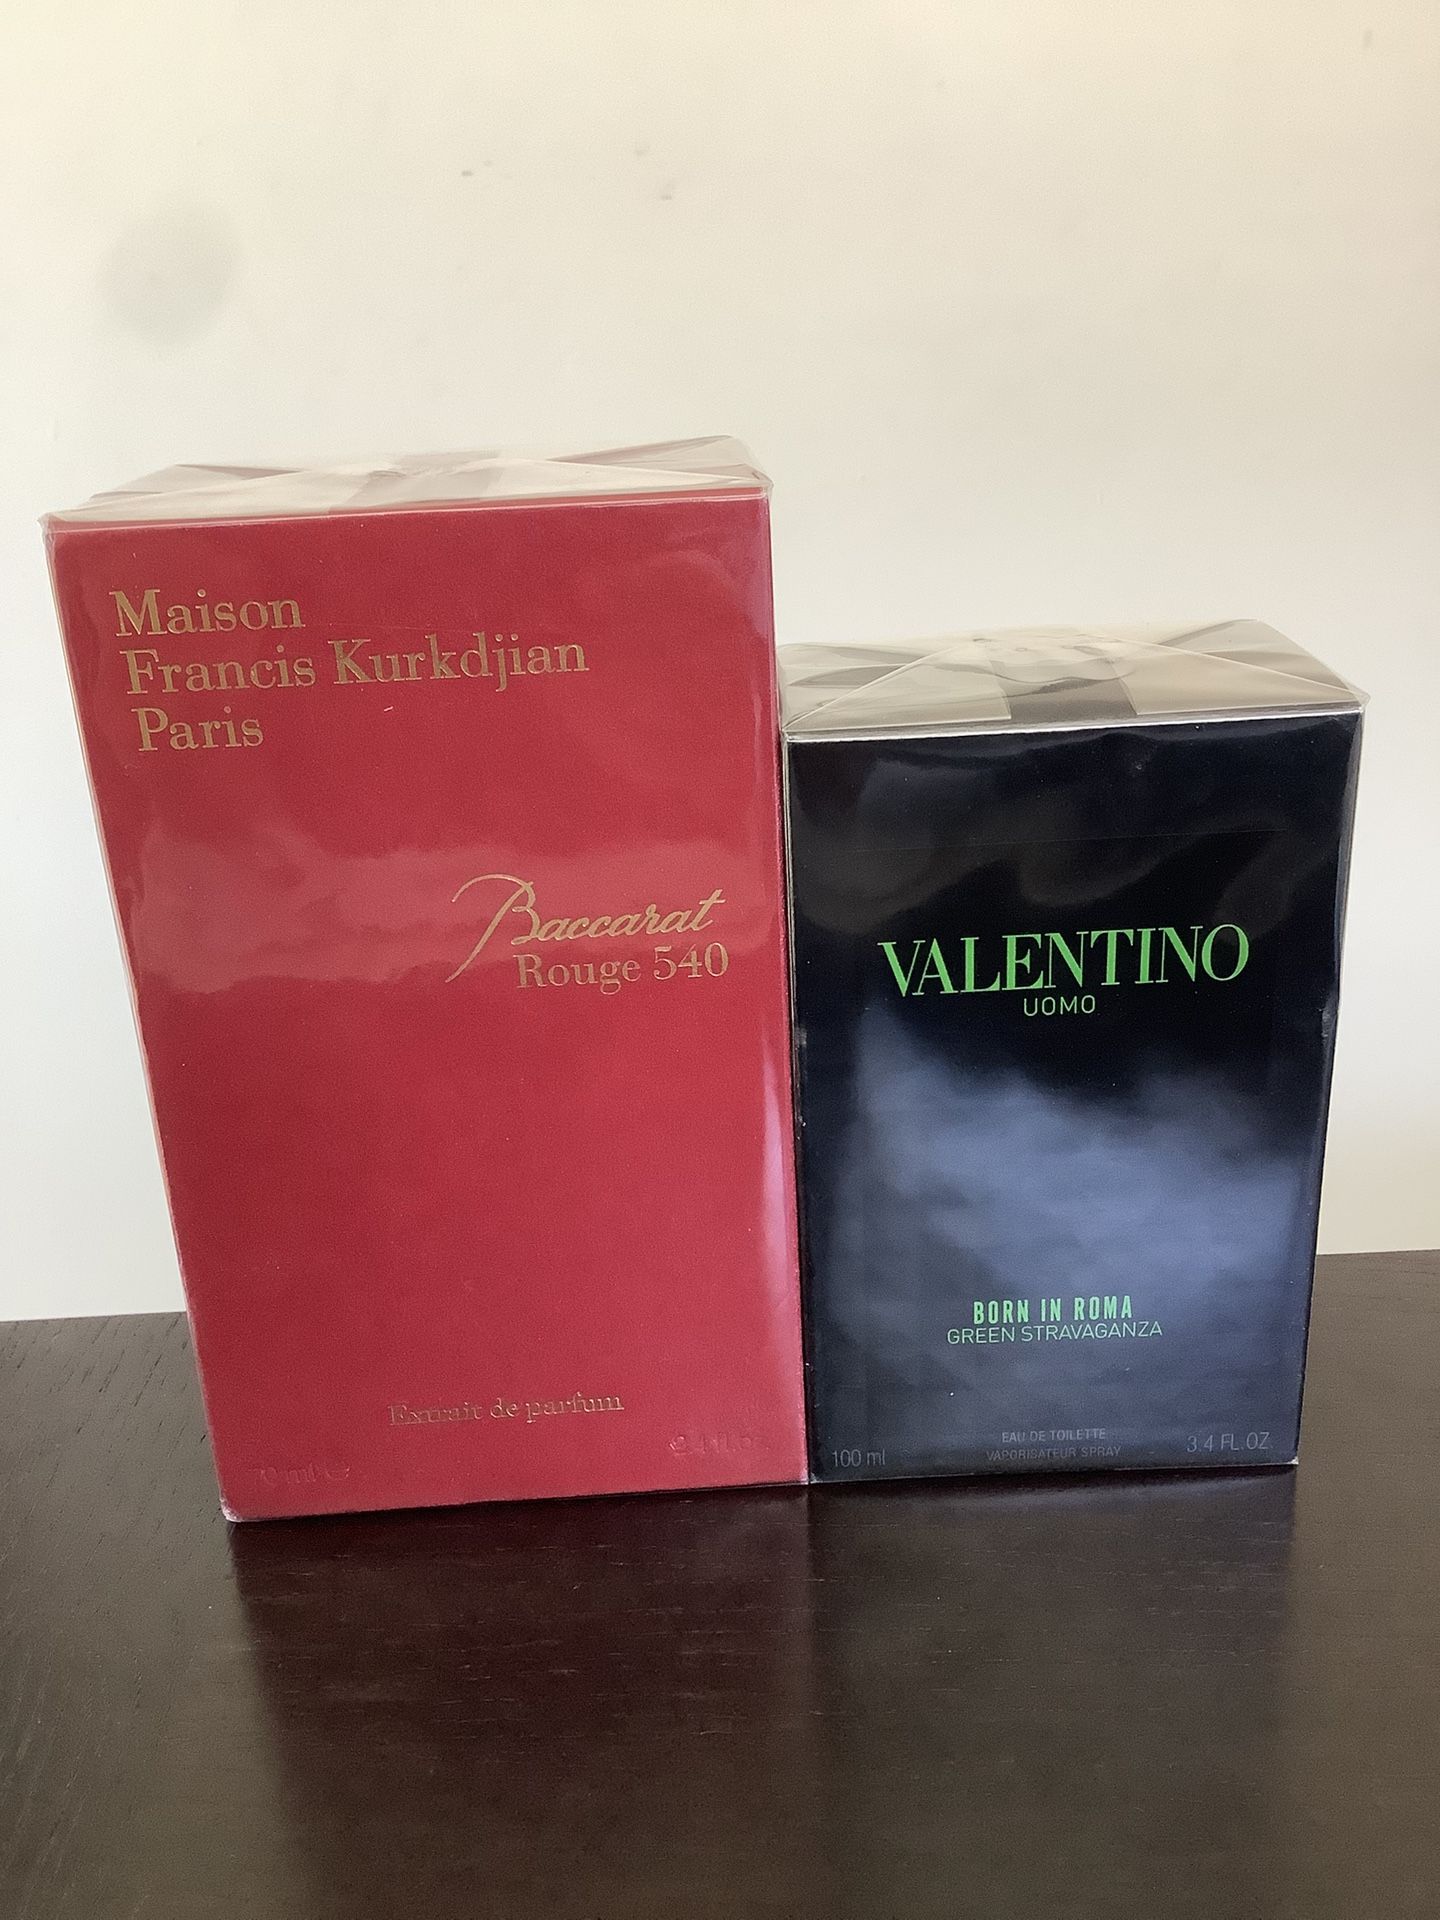 Maison
Francis Kurkdjian
Paris
Baccarat
Rouge 540
Extrait de parfum
VALENTINO
UOMO
BORN IN ROMA
GREEN STRAVAGANZA
EAU DE TOILETTE
100 ml VAPORISATEUR SPRAY 3.4 FL.OZ